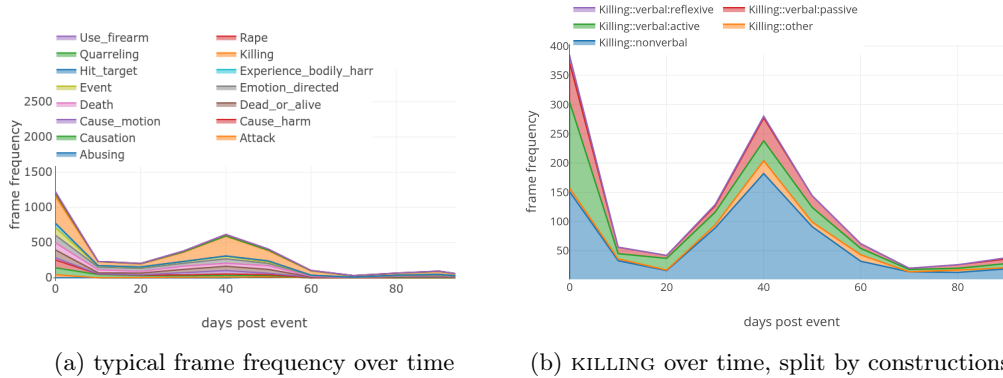 Use_firearm Rape
Quarreling Killing
Hit_target Experience_bodily_harr
Event Emotion_directed
Death Dead_or_alive
Cause_motion Cause_harm
Causation Attack
Abusing
2500
2000
1500
1000
500
0
frame frequency
0 20 40 60 80
days post event
(a) typical frame frequency over time
Killing::verbal:reflexive Killing::verbal:passive
Killing::verbal:active Killing::other
Killing::nonverbal
400
350
300
250
200
150
100
50
frame frequency
0 20 40 60 80
days post event
(b) KILLING over time, split by constructions